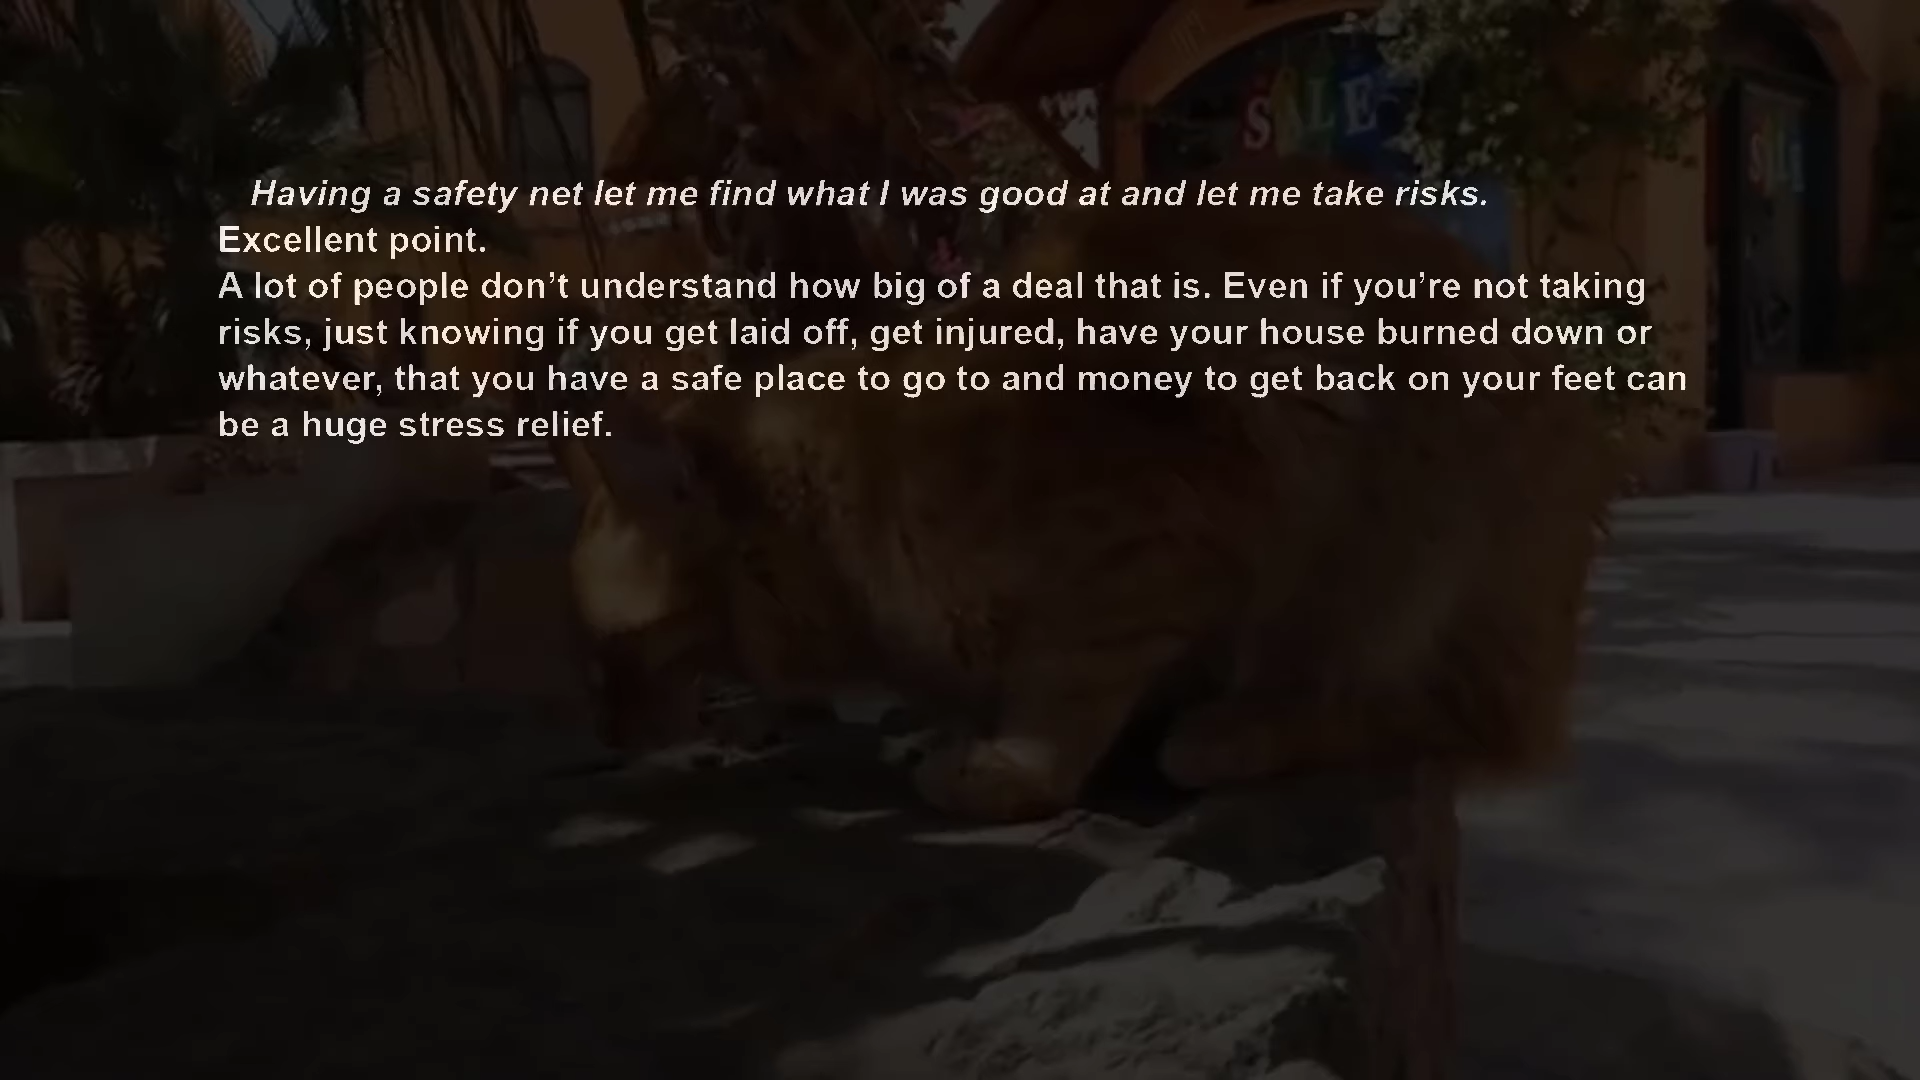 SALE
SALE
Having a safety net let me find what I was good at and let me take risks.
Excellent point.
A lot of people don’t understand how big of a deal that is. Even if you’re not taking
risks, just knowing if you get laid off, get injured, have your house burned down or
whatever, that you have a safe place to go to and money to get back on your feet can
be a huge stress relief.